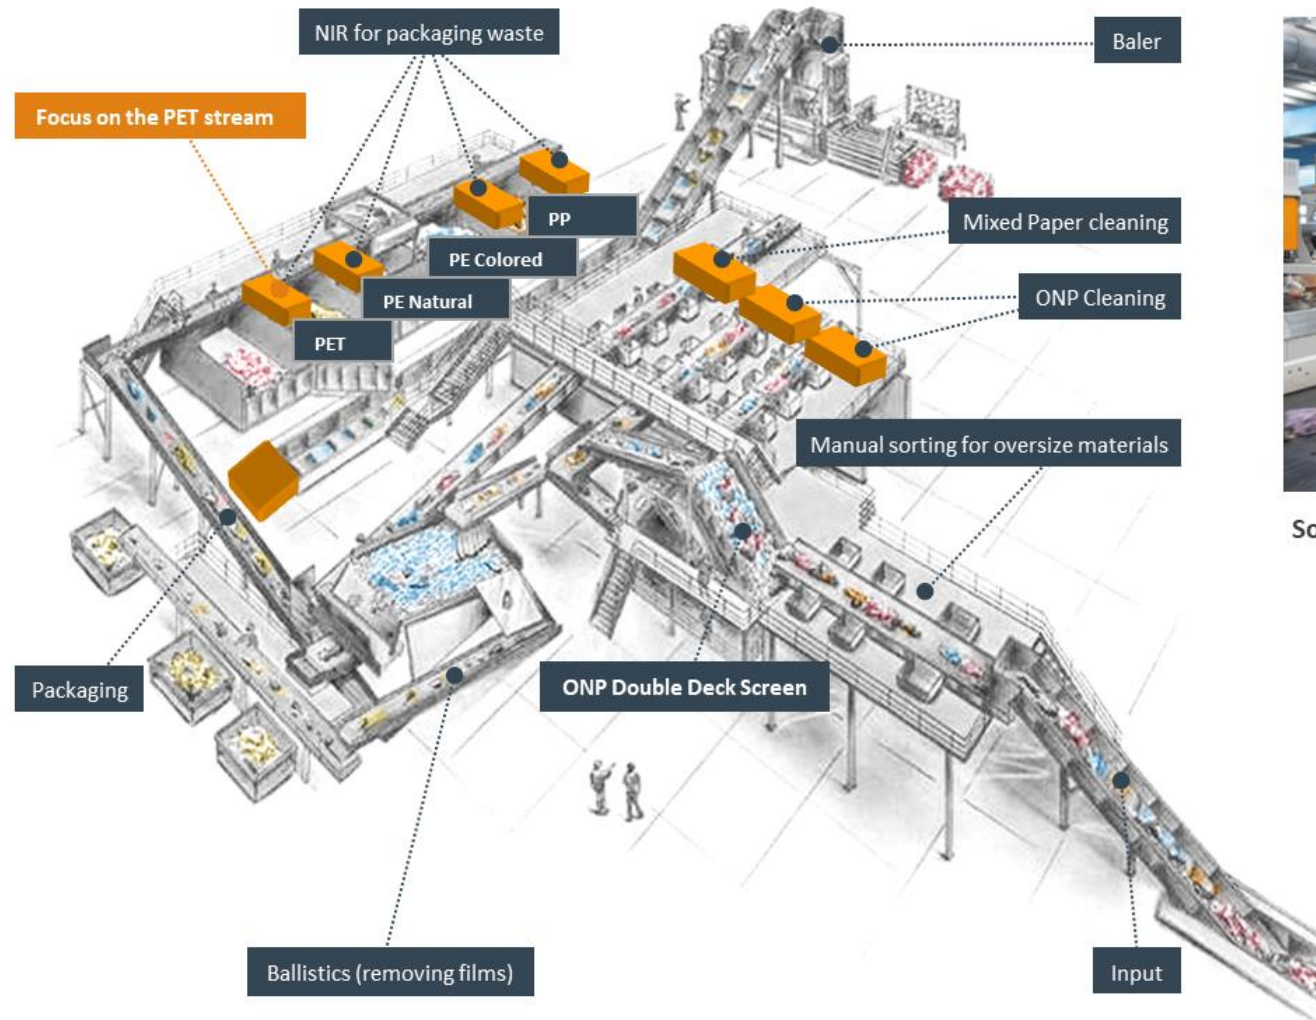 NIR for packaging waste
Baler
Focus on the PET stream
PP
Mixed Paper cleaning
PE Colored
PE Natural
ONP Cleaning
PET
Manual sorting for oversize materials
Packaging
ONP Double Deck Screen
Ballistics (removing films)
Input